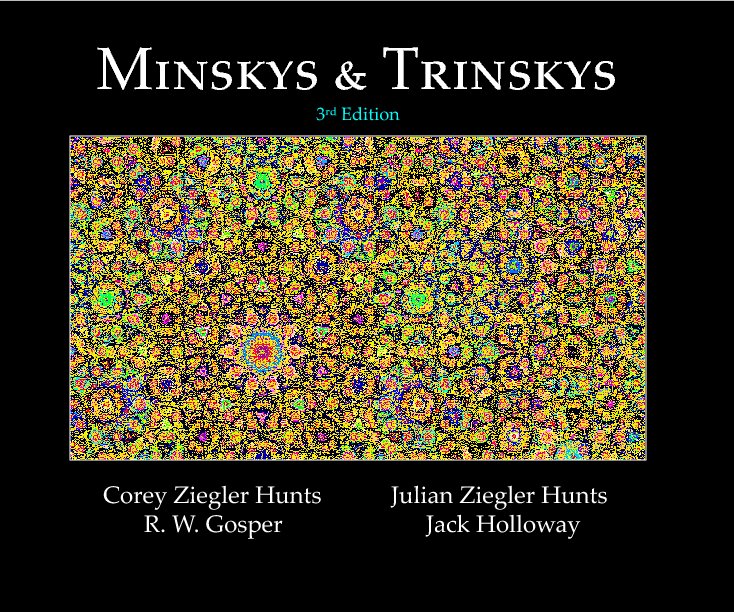 MINSKYS & TRINSKYS
3rd Edition
Corey Ziegler Hunts Julian Ziegler Hunts
R. W. Gosper Jack Holloway